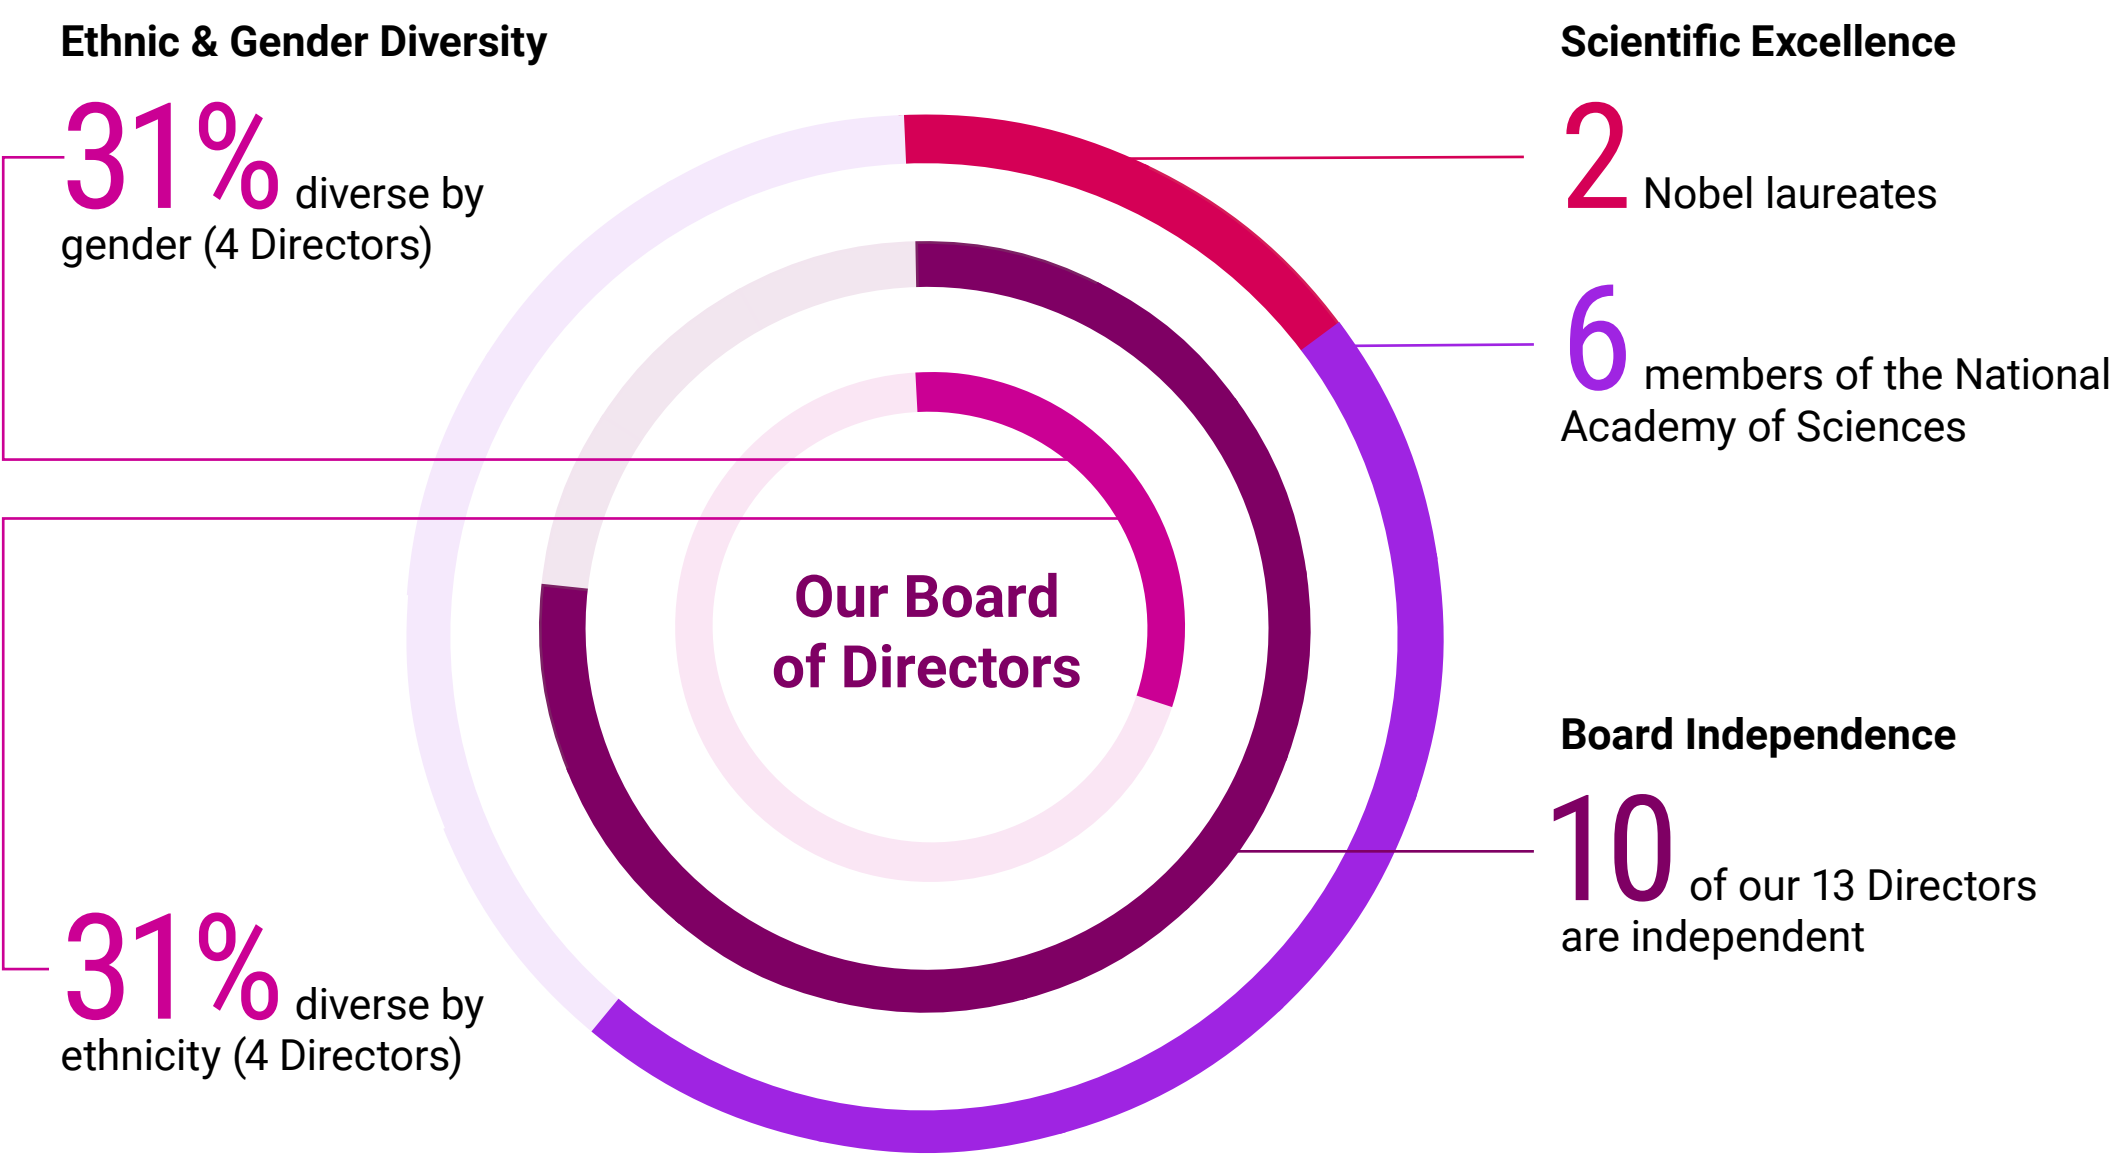 Ethnic & Gender Diversity
31% diverse by
gender (4 Directors)
31% diverse by
ethnicity (4 Directors)
Our Board
of Directors
Scientific Excellence
2 Nobel laureates
6 members of the National
Academy of Sciences
Board Independence
10 of our 13 Directors
are independent